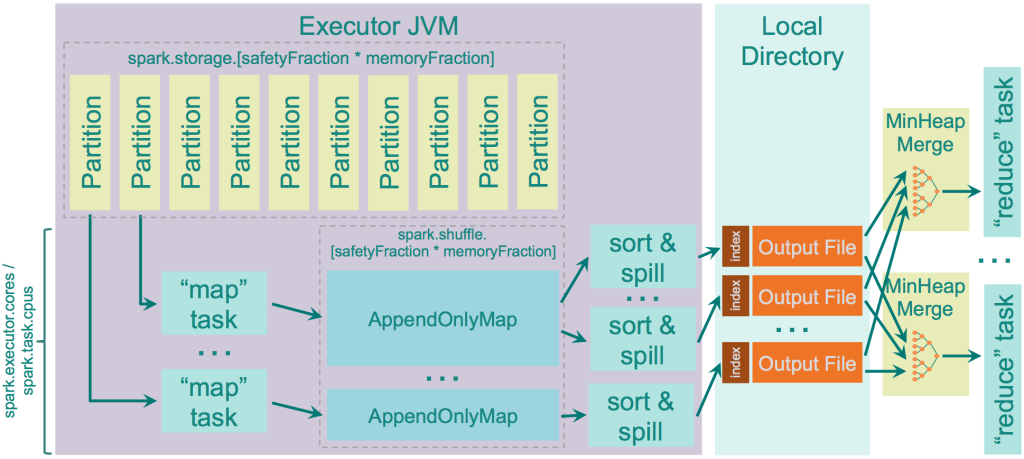 Executor JVM
spark.storage.[safetyFraction * memoryFraction]
Partition
Partition
Partition
Partition
Partition
Partition
Partition
Partition
Partition
Partition
spark.executor.cores /
spark.task.cpus
"map"
task
...
"map"
task
spark.shuffle.
[safetyFraction * memoryFraction]
AppendOnlyMap
...
AppendOnlyMap
sort &
spill
...
sort &
spill
sort &
spill
Local
Directory
index
Output File
index
Output File
...
index
Output File
MinHeap
Merge
"reduce" task
...
MinHeap
Merge
"reduce" task